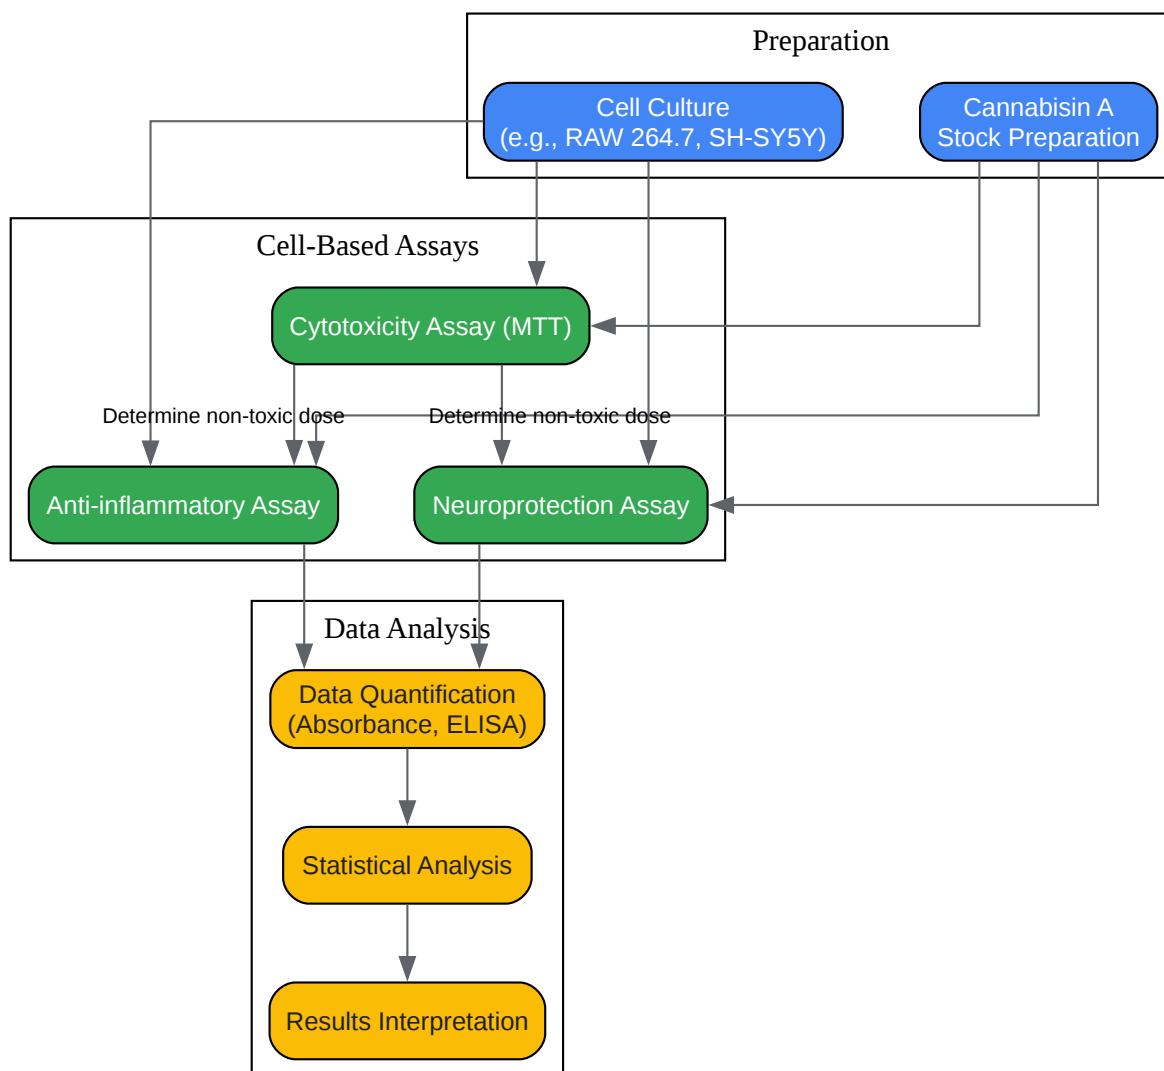 Preparation
Cell Culture
(e.g., RAW 264.7, SH-SY5Y)
Cannabisin A
Stock Preparation
Cell-Based Assays
Cytotoxicity Assay (MTT)
Determine non-toxic dose
Determine non-toxic dose
Anti-inflammatory Assay
Neuroprotection Assay
Data Analysis
Data Quantification
(Absorbance, ELISA)
Statistical Analysis
Results Interpretation